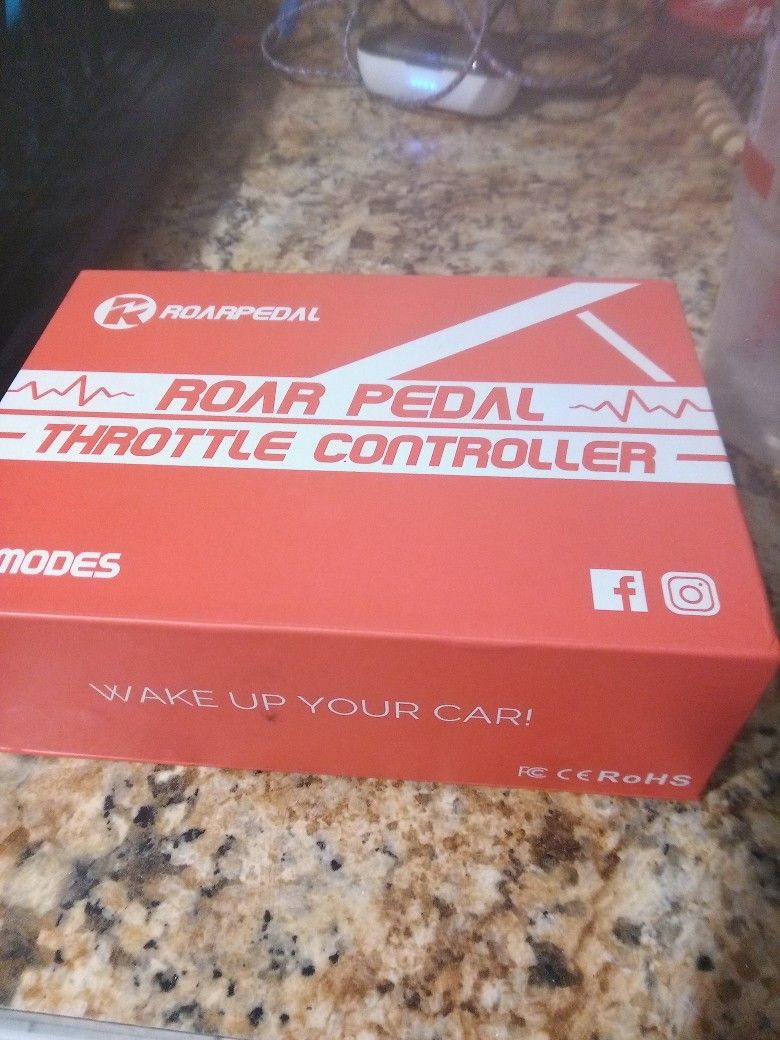 ROARPEDAL
ROAR PEDAL
THROTTLE CONTROLLER
MODES
WAKE UP YOUR CAR!
FC CE RoHS